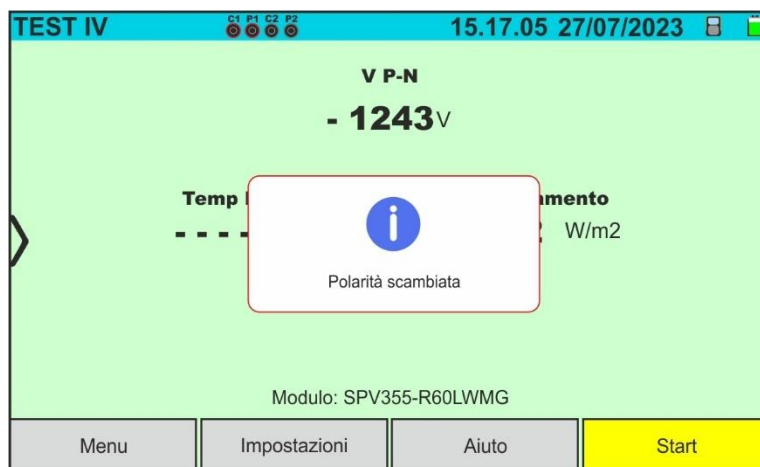 TEST IV C1 P1 C2 P2 15.17.05 27/07/2023
V P-N
- 1243V
Temp
- - - - W/m2
Polarità scambiata
Modulo: SPV355-R60LWMG
Menu Impostazioni Aiuto Start